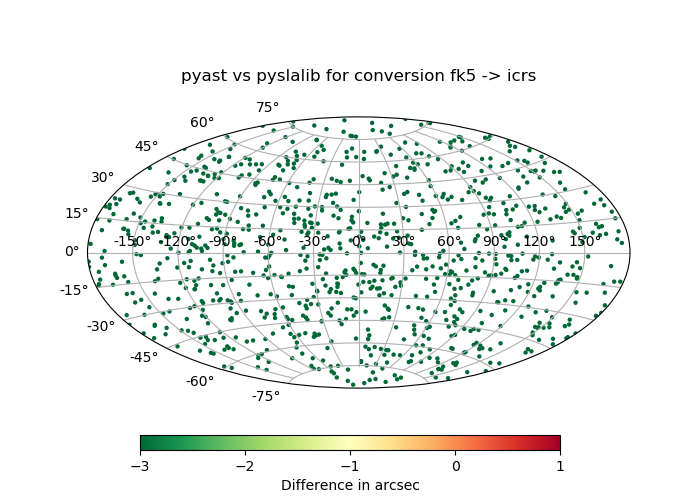 pyast vs pyslalib for conversion fk5 -> icrs
75°
60°
45°
30°
15°
-150° -120° -90° -60° -30° 0° 30° 60° 90° 120° 150°
0°
-15°
-30°
-45°
-60°
-75°
−3 −2 −1 0 1
Difference in arcsec